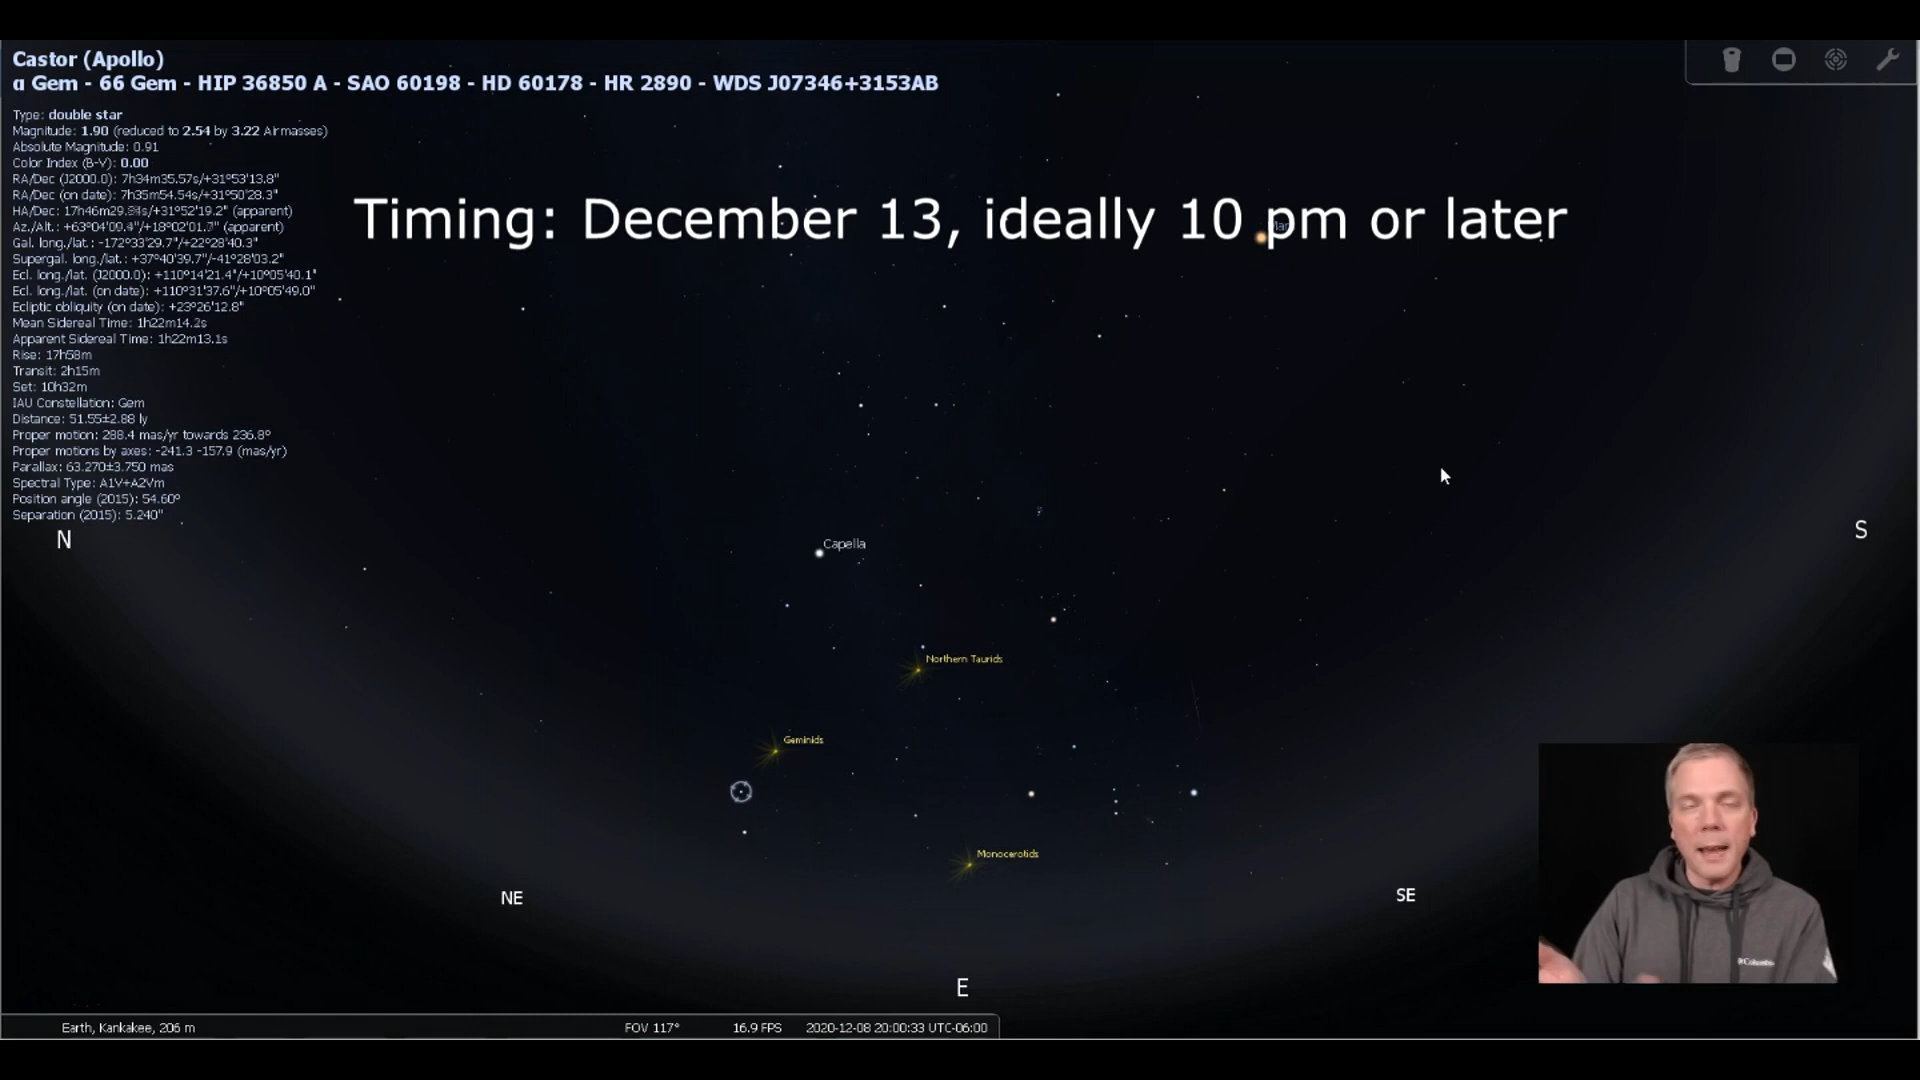 Castor (Apollo)
α Gem - 66 Gem - HIP 36850 A - SAO 60198 - HD 60178 - HR 2890 - WDS J07346+3153AB
Type: double star
Magnitude: 1.90 (reduced to 2.54 by 3.22 Airmasses)
Absolute Magnitude: 0.91
Color Index (B-V): 0.00
RA/Dec (J2000.0): 7h34m35.57s/+31°53'13.8"
RA/Dec (on date): 7h35m54.54s/+31°50'28.3"
HA/Dec: 17h46m29.94s/+31°52'19.2" (apparent)
Az./Alt.: +63°04'09.4"/+18°02'01.?" (apparent)
Gal. long./lat.: -172°33'29.7"/+22°28'40.3"
Supergal. long./lat.: +37°40'39.7"/-41°28'03.2"
Ecl. long./lat. (J2000.0): +110°14'21.4"/+10°05'40.1"
Ecl. long./lat. (on date): +110°31'37.6"/+10°05'49.0"
Ecliptic obliquity (on date): +23°26'12.8"
Mean Sidereal Time: 1h22m14.2s
Apparent Sidereal Time: 1h22m13.1s
Rise: 17h58m
Transit: 2h15m
Set: 10h32m
IAU Constellation: Gem
Distance: 51.55±2.88 ly
Proper motion: 288.4 mas/yr towards 236.8°
Proper motions by axes: -241.3 -157.9 (mas/yr)
Parallax: 63.270±3.750 mas
Spectral Type: A1V+A2Vm
Position angle (2015): 54.60°
Separation (2015): 5.240"
Timing: December 13, ideally 10 pm or later
N
S
Capella
Northern Taurids
Geminids
Monocerotids
NE
SE
E
Columbia
Earth, Kankakee, 206 m
FOV 117°
16.9 FPS
2020-12-08 20:00:33 UTC-06:00